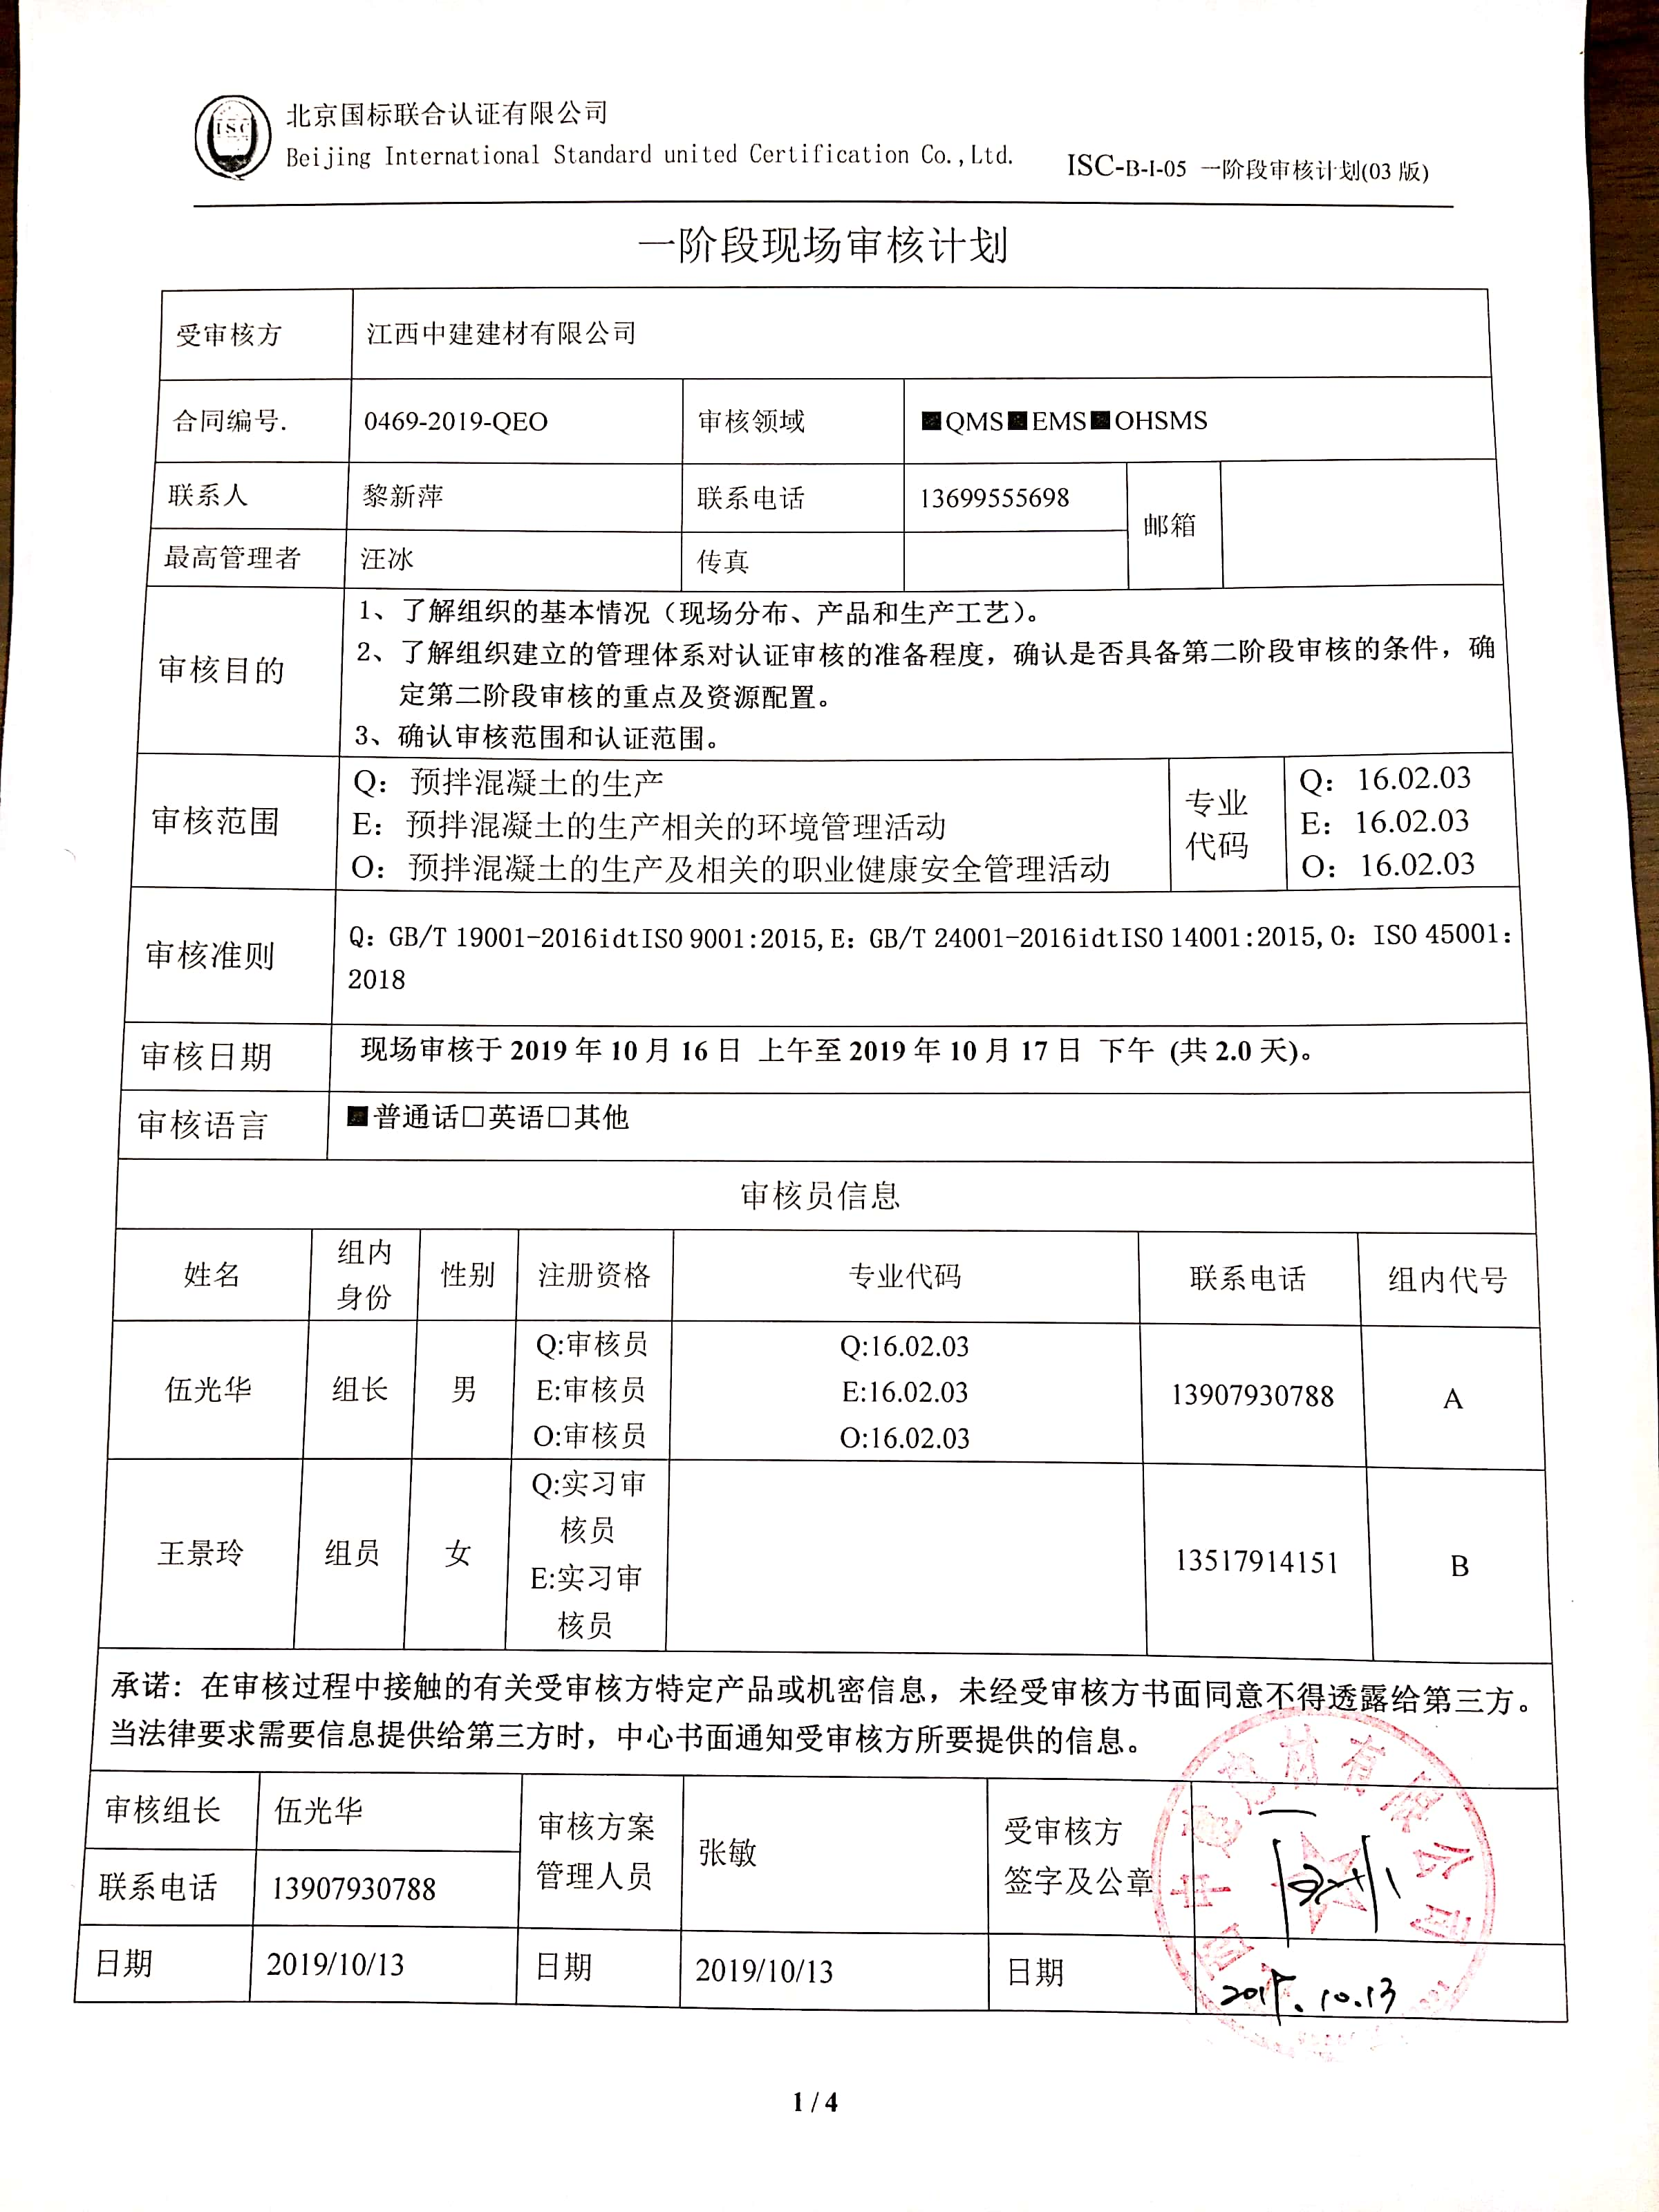 ISC
北京国标联合认证有限公司
Beijing International Standard united Certification Co.,Ltd.
ISC-B-I-05 一阶段审核计划(03 版)
一阶段现场审核计划
受审核方 江西中建建材有限公司
合同编号. 0469-2019-QEO 审核领域 ■QMS■EMS■OHSMS
联系人 黎新萍 联系电话 13699555698 邮箱
最高管理者 汪冰 传真
审核目的
1、了解组织的基本情况（现场分布、产品和生产工艺）。
2、了解组织建立的管理体系对认证审核的准备程度，确认是否具备第二阶段审核的条件，确
定第二阶段审核的重点及资源配置。
3、确认审核范围和认证范围。
审核范围
Q：预拌混凝土的生产
E：预拌混凝土的生产相关的环境管理活动
O：预拌混凝土的生产及相关的职业健康安全管理活动
专业
代码
Q：16.02.03
E：16.02.03
O：16.02.03
审核准则
Q：GB/T 19001-2016idtISO 9001:2015,E：GB/T 24001-2016idtISO 14001:2015,O：ISO 45001：
2018
审核日期 现场审核于 2019 年 10 月 16 日 上午至 2019 年 10 月 17 日 下午 (共 2.0 天)。
审核语言 ■普通话□英语□其他
审核员信息
姓名 组内
身份 性别 注册资格 专业代码 联系电话 组内代号
伍光华 组长 男
Q:审核员
E:审核员
O:审核员
Q:16.02.03
E:16.02.03
O:16.02.03
13907930788 A
王景玲 组员 女
Q:实习审
核员
E:实习审
核员
13517914151 B
承诺：在审核过程中接触的有关受审核方特定产品或机密信息，未经受审核方书面同意不得透露给第三方。
当法律要求需要信息提供给第三方时，中心书面通知受审核方所要提供的信息。
审核组长 伍光华
审核方案
管理人员
张敏
受审核方
签字及公章
江西中建建材有限公司
联系电话 13907930788
日期 2019/10/13 日期 2019/10/13 日期 2019.10.13
1 / 4